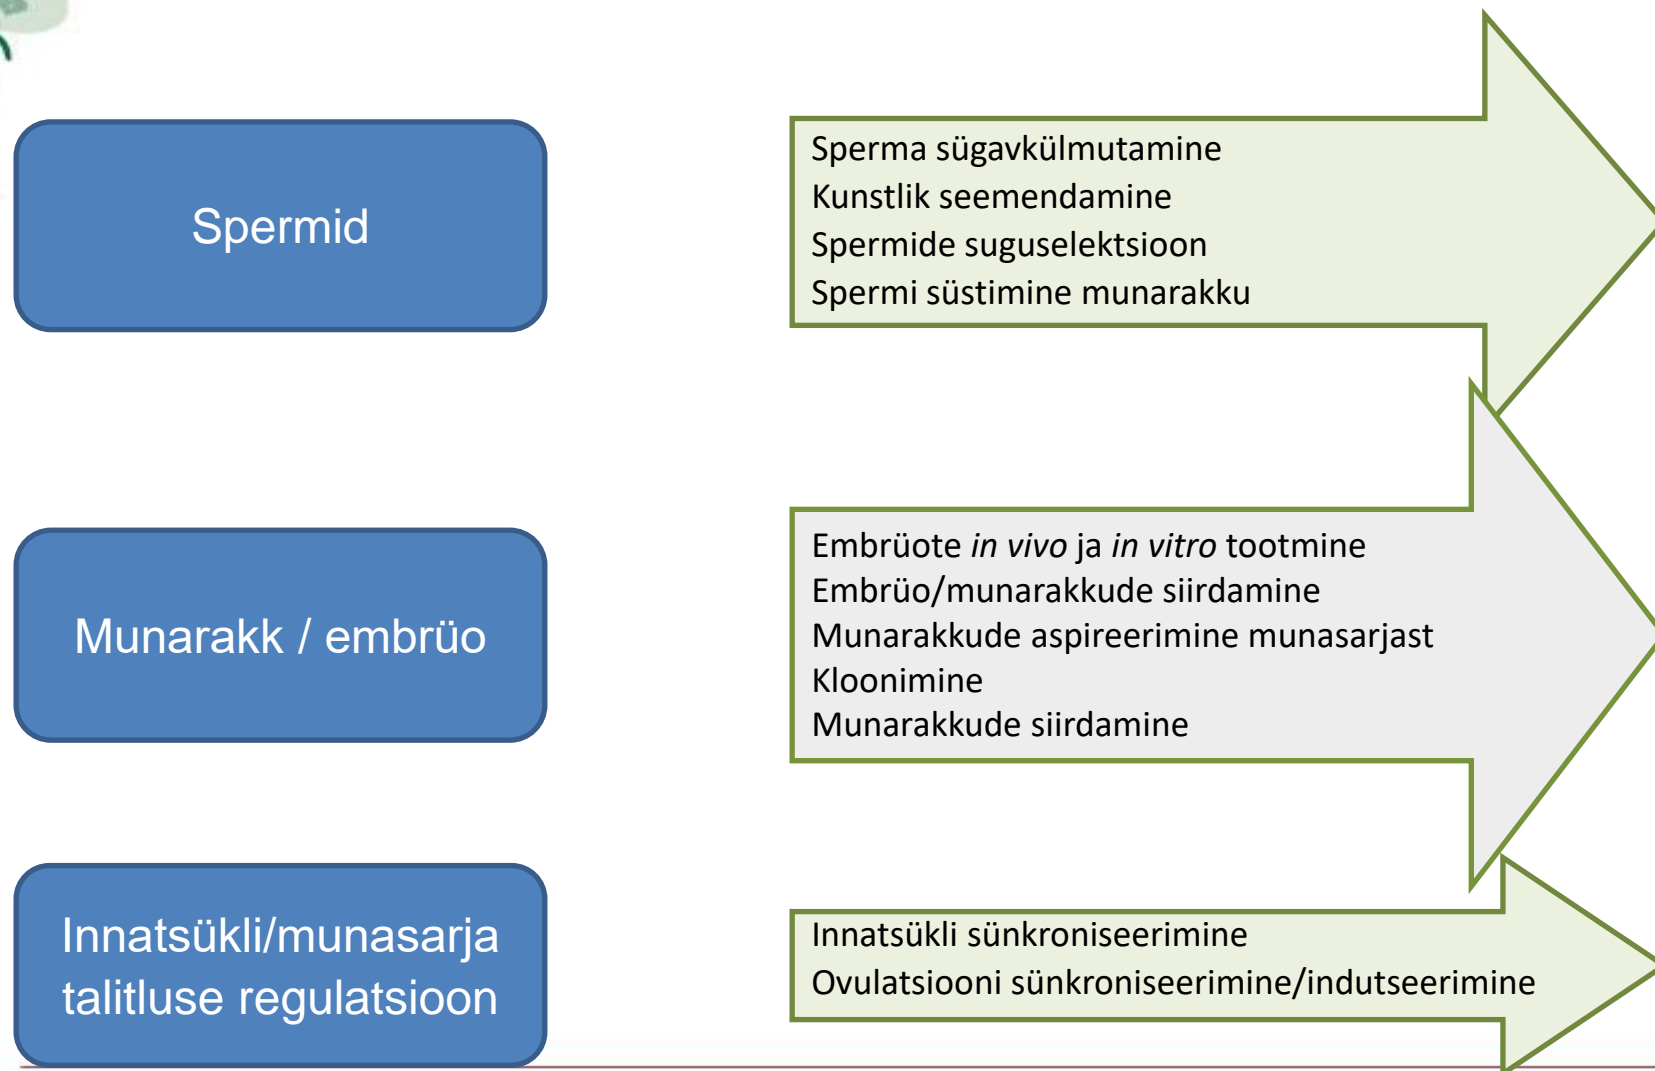 Spermid
Sperma sügavkülmutamine
Kunstlik seemendamine
Spermide suguselektsioon
Spermi süstimine munarakku
Munarakk / embrüo
Embrüote in vivo ja in vitro tootmine
Embrüo/munarakkude siirdamine
Munarakkude aspireerimine munasarjast
Kloonimine
Munarakkude siirdamine
Innatsükli/munasarja
talitluse regulatsioon
Innatsükli sünkroniseerimine
Ovulatsiooni sünkroniseerimine/indutseerimine